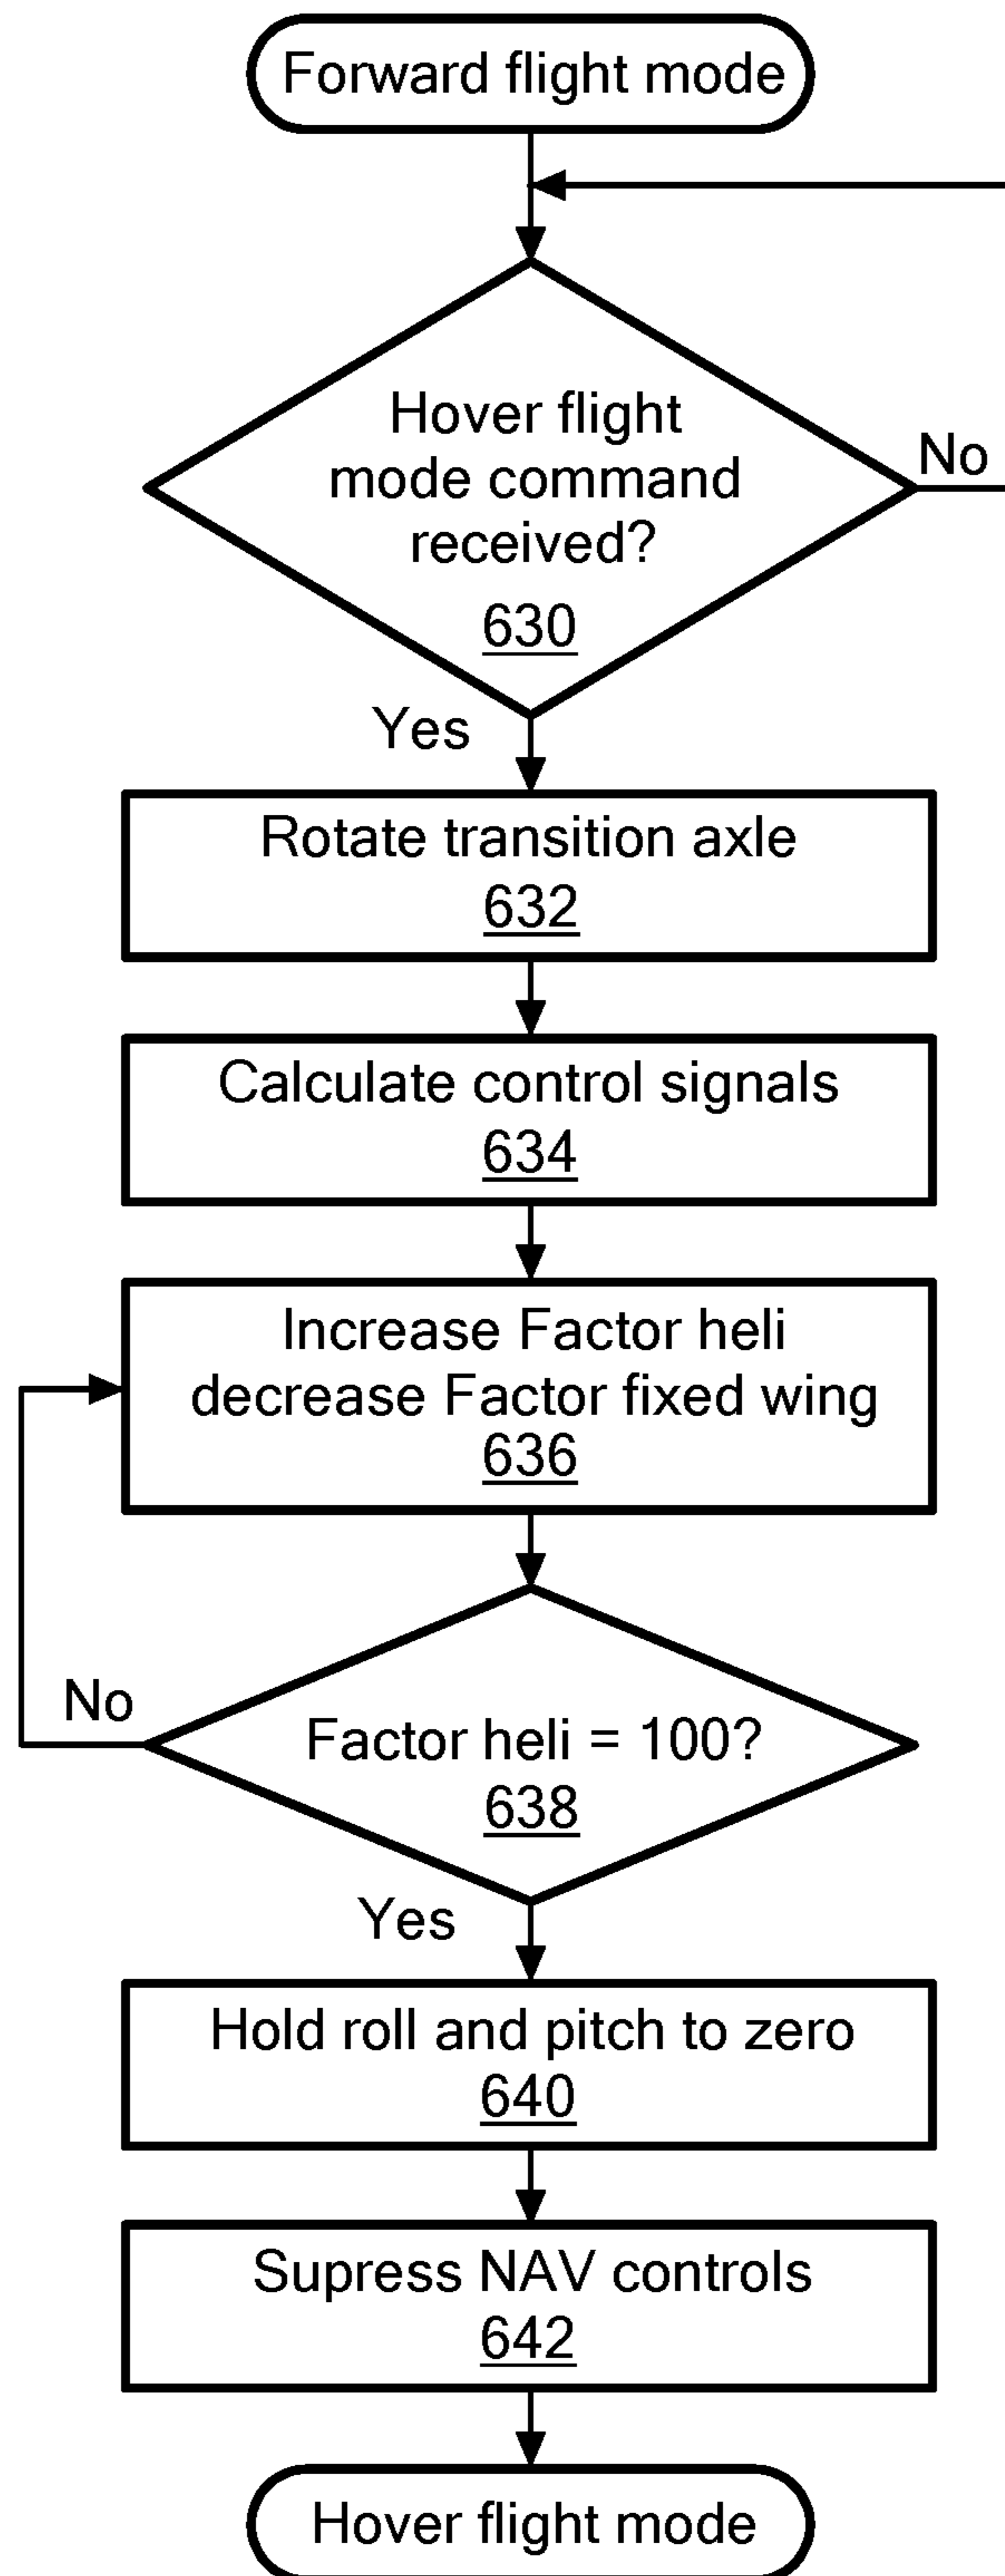 Forward flight mode
Hover flight
mode command
received?
630
No
Yes
Rotate transition axle
632
Calculate control signals
634
Increase Factor heli
decrease Factor fixed wing
636
No
Factor heli = 100?
638
Yes
Hold roll and pitch to zero
640
Supress NAV controls
642
Hover flight mode